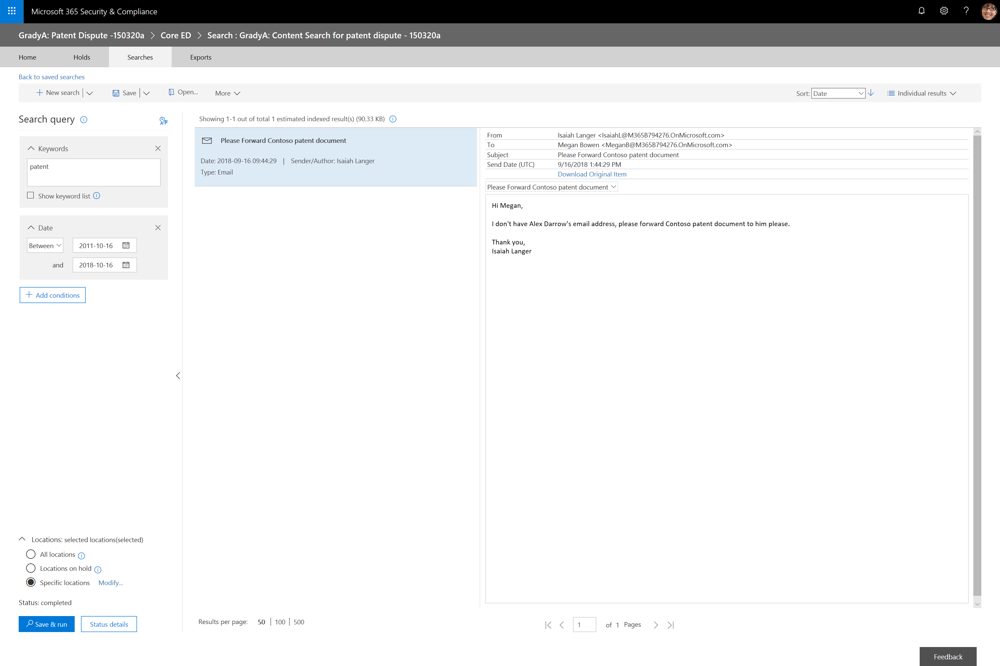 Microsoft 365 Security & Compliance
GradyA: Patent Dispute -150320a > Core ED > Search : GradyA: Content Search for patent dispute - 150320a
Home Holds Searches Exports
Back to saved searches
New search Save Open... More Sort: Date Individual results
Search query
Showing 1-1 out of total 1 estimated indexed result(s) (90.33 KB)
Keywords
patent
Show keyword list
Date
Between 2011-10-16
and 2018-10-16
Add conditions
Locations: selected locations(selected)
All locations
Locations on hold
Specific locations Modify...
Status: completed
Save & run Status details
Please Forward Contoso patent document
Date: 2018-09-16 09:44:29 | Sender/Author: Isaiah Langer
Type: Email
From Isaiah Langer <IsaiahL@M365B794276.OnMicrosoft.com>
To Megan Bowen <MeganB@M365B794276.OnMicrosoft.com>
Subject Please Forward Contoso patent document
Send Date (UTC) 9/16/2018 1:44:29 PM
Download Original Item
Please Forward Contoso patent document
Hi Megan,
I don't have Alex Darrow's email address, please forward Contoso patent document to him please.
Thank you,
Isaiah Langer
Results per page: 50 | 100 | 500
1 of 1 Pages
Feedback